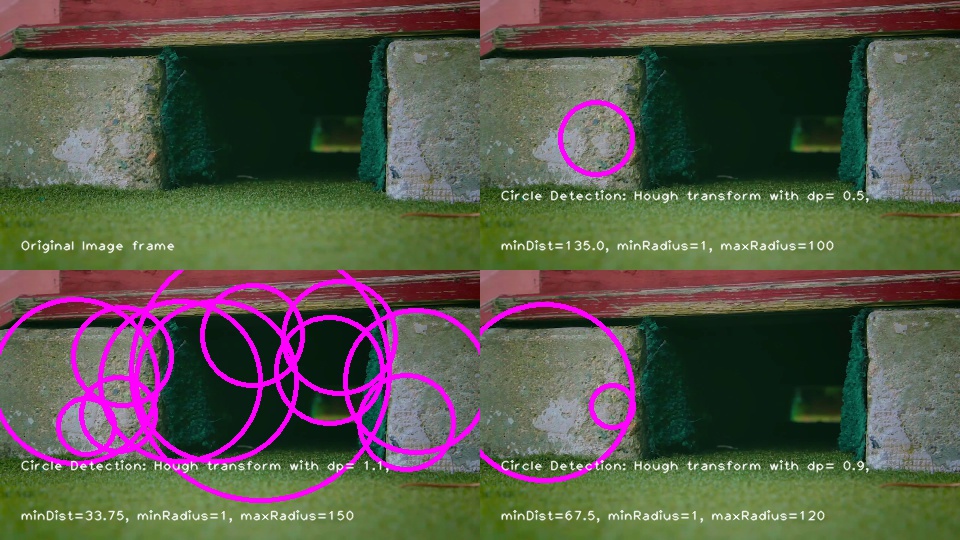 Original Image frame
Circle Detection: Hough transform with dp= 0.5,
minDist=135.0, minRadius=1, maxRadius=100
Circle Detection: Hough transform with dp= 1.1,
minDist=33.75, minRadius=1, maxRadius=150
Circle Detection: Hough transform with dp= 0.9,
minDist=67.5, minRadius=1, maxRadius=120